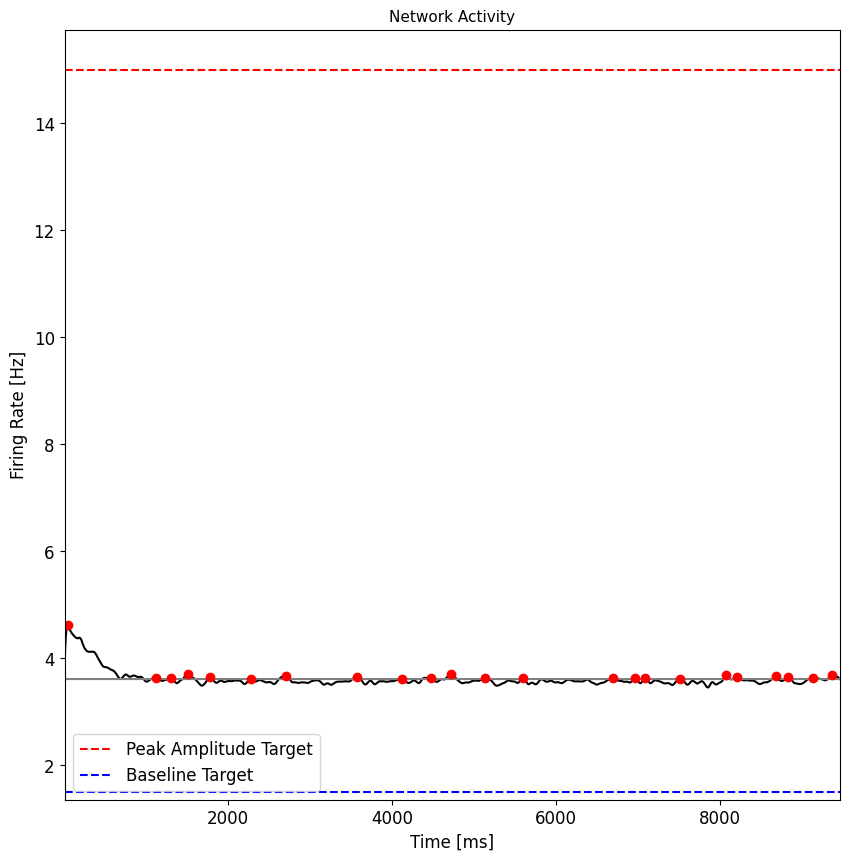 Network Activity
14
12
10
8
6
4
2
Firing Rate [Hz]
Peak Amplitude Target
Baseline Target
2000 4000 6000 8000
Time [ms]